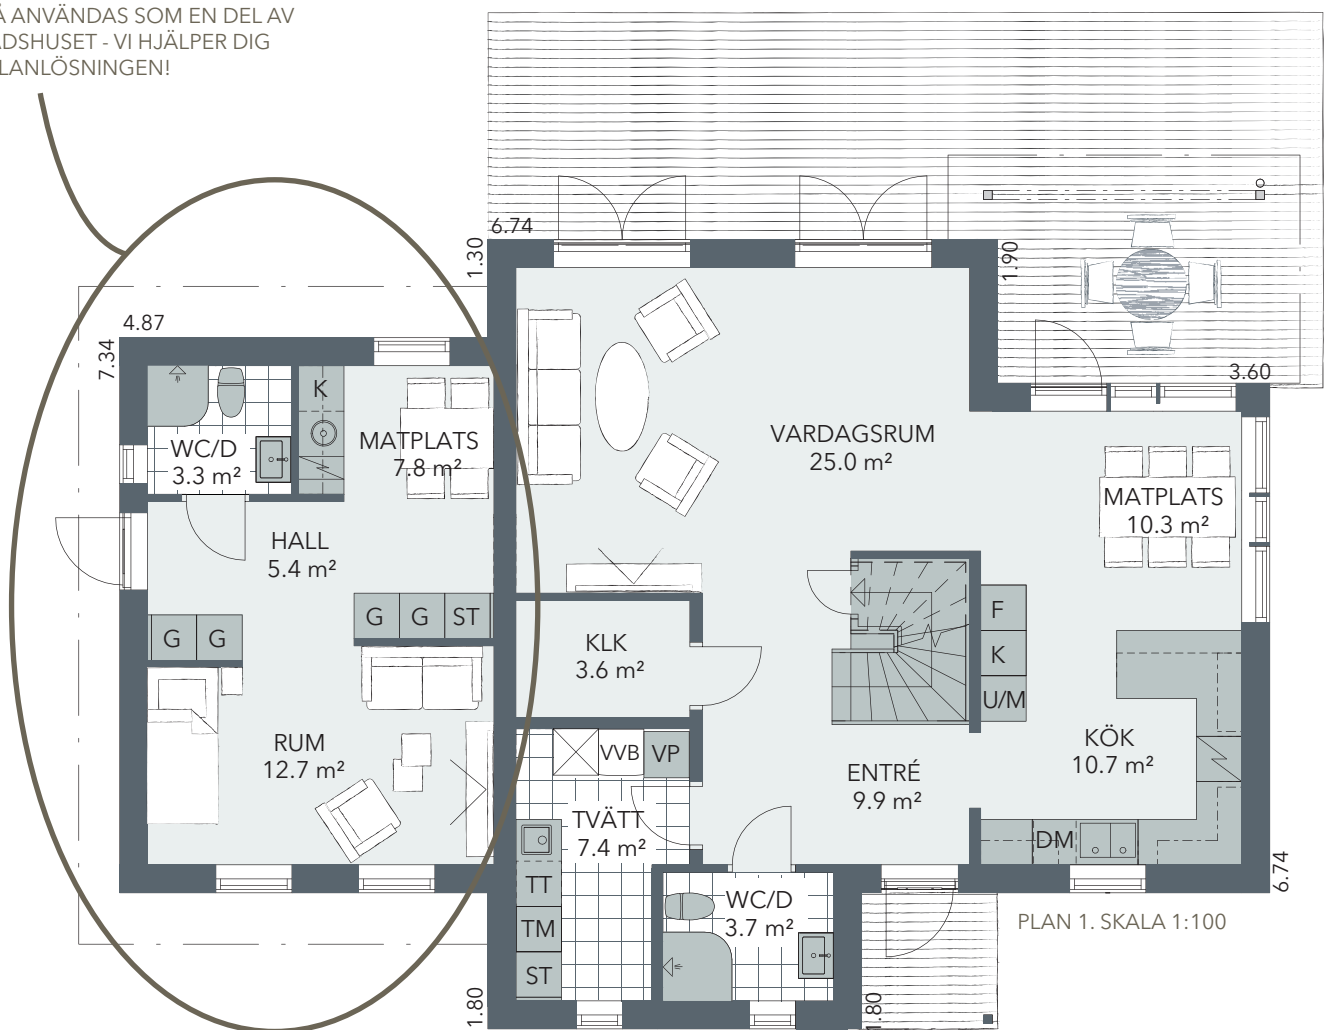 ANVÄNDAS SOM EN DEL AV
- VI HJÄLPER DIG
6.74
1.30
1.90
4.87
7.34
3.60
K
WC/D
3.3 m²
MATPLATS
7.8 m²
VARDAGSRUM
25.0 m²
MATPLATS
10.3 m²
HALL
5.4 m²
G
G
ST
G
G
KLK
3.6 m²
F
K
U/M
RUM
12.7 m²
VVB
VP
ENTRÉ
9.9 m²
KÖK
10.7 m²
TVÄTT
7.4 m²
DM
TT
TM
ST
WC/D
3.7 m²
6.74
PLAN 1. SKALA 1:100
1.80
1.80